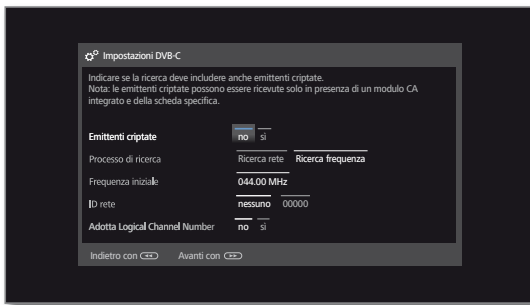 Impostazioni DVB-C
Indicare se la ricerca deve includere anche emittenti criptate.
Nota: le emittenti criptate possono essere ricevute solo in presenza di un modulo CA
integrato e della scheda specifica.
Emittenti criptate no sì
Processo di ricerca Ricerca rete Ricerca frequenza
Frequenza iniziale 044.00 MHz
ID rete nessuno 00000
Adotta Logical Channel Number no sì
Indietro con Avanti con